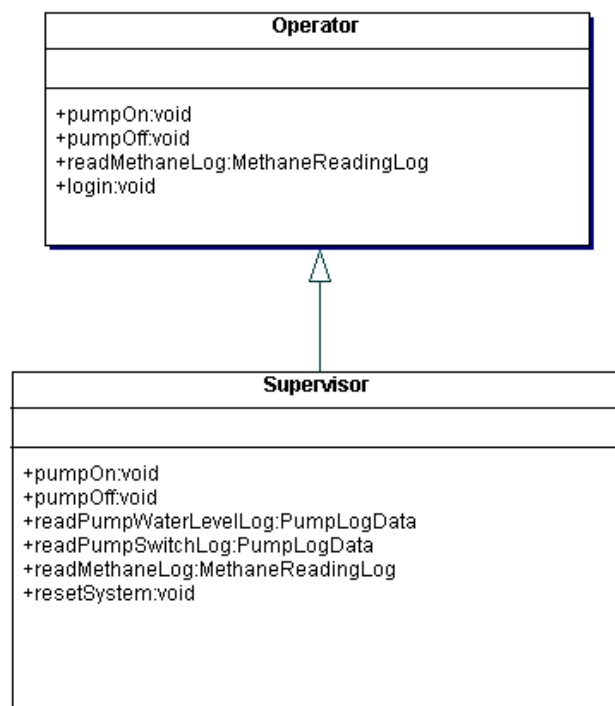 Operator
+pumpOn:void
+pumpOff:void
+readMethaneLog:MethaneReadingLog
+login:void
Supervisor
+pumpOn:void
+pumpOff:void
+readPumpWaterLevelLog:PumpLogData
+readPumpSwitchLog:PumpLogData
+readMethaneLog:MethaneReadingLog
+resetSystem:void